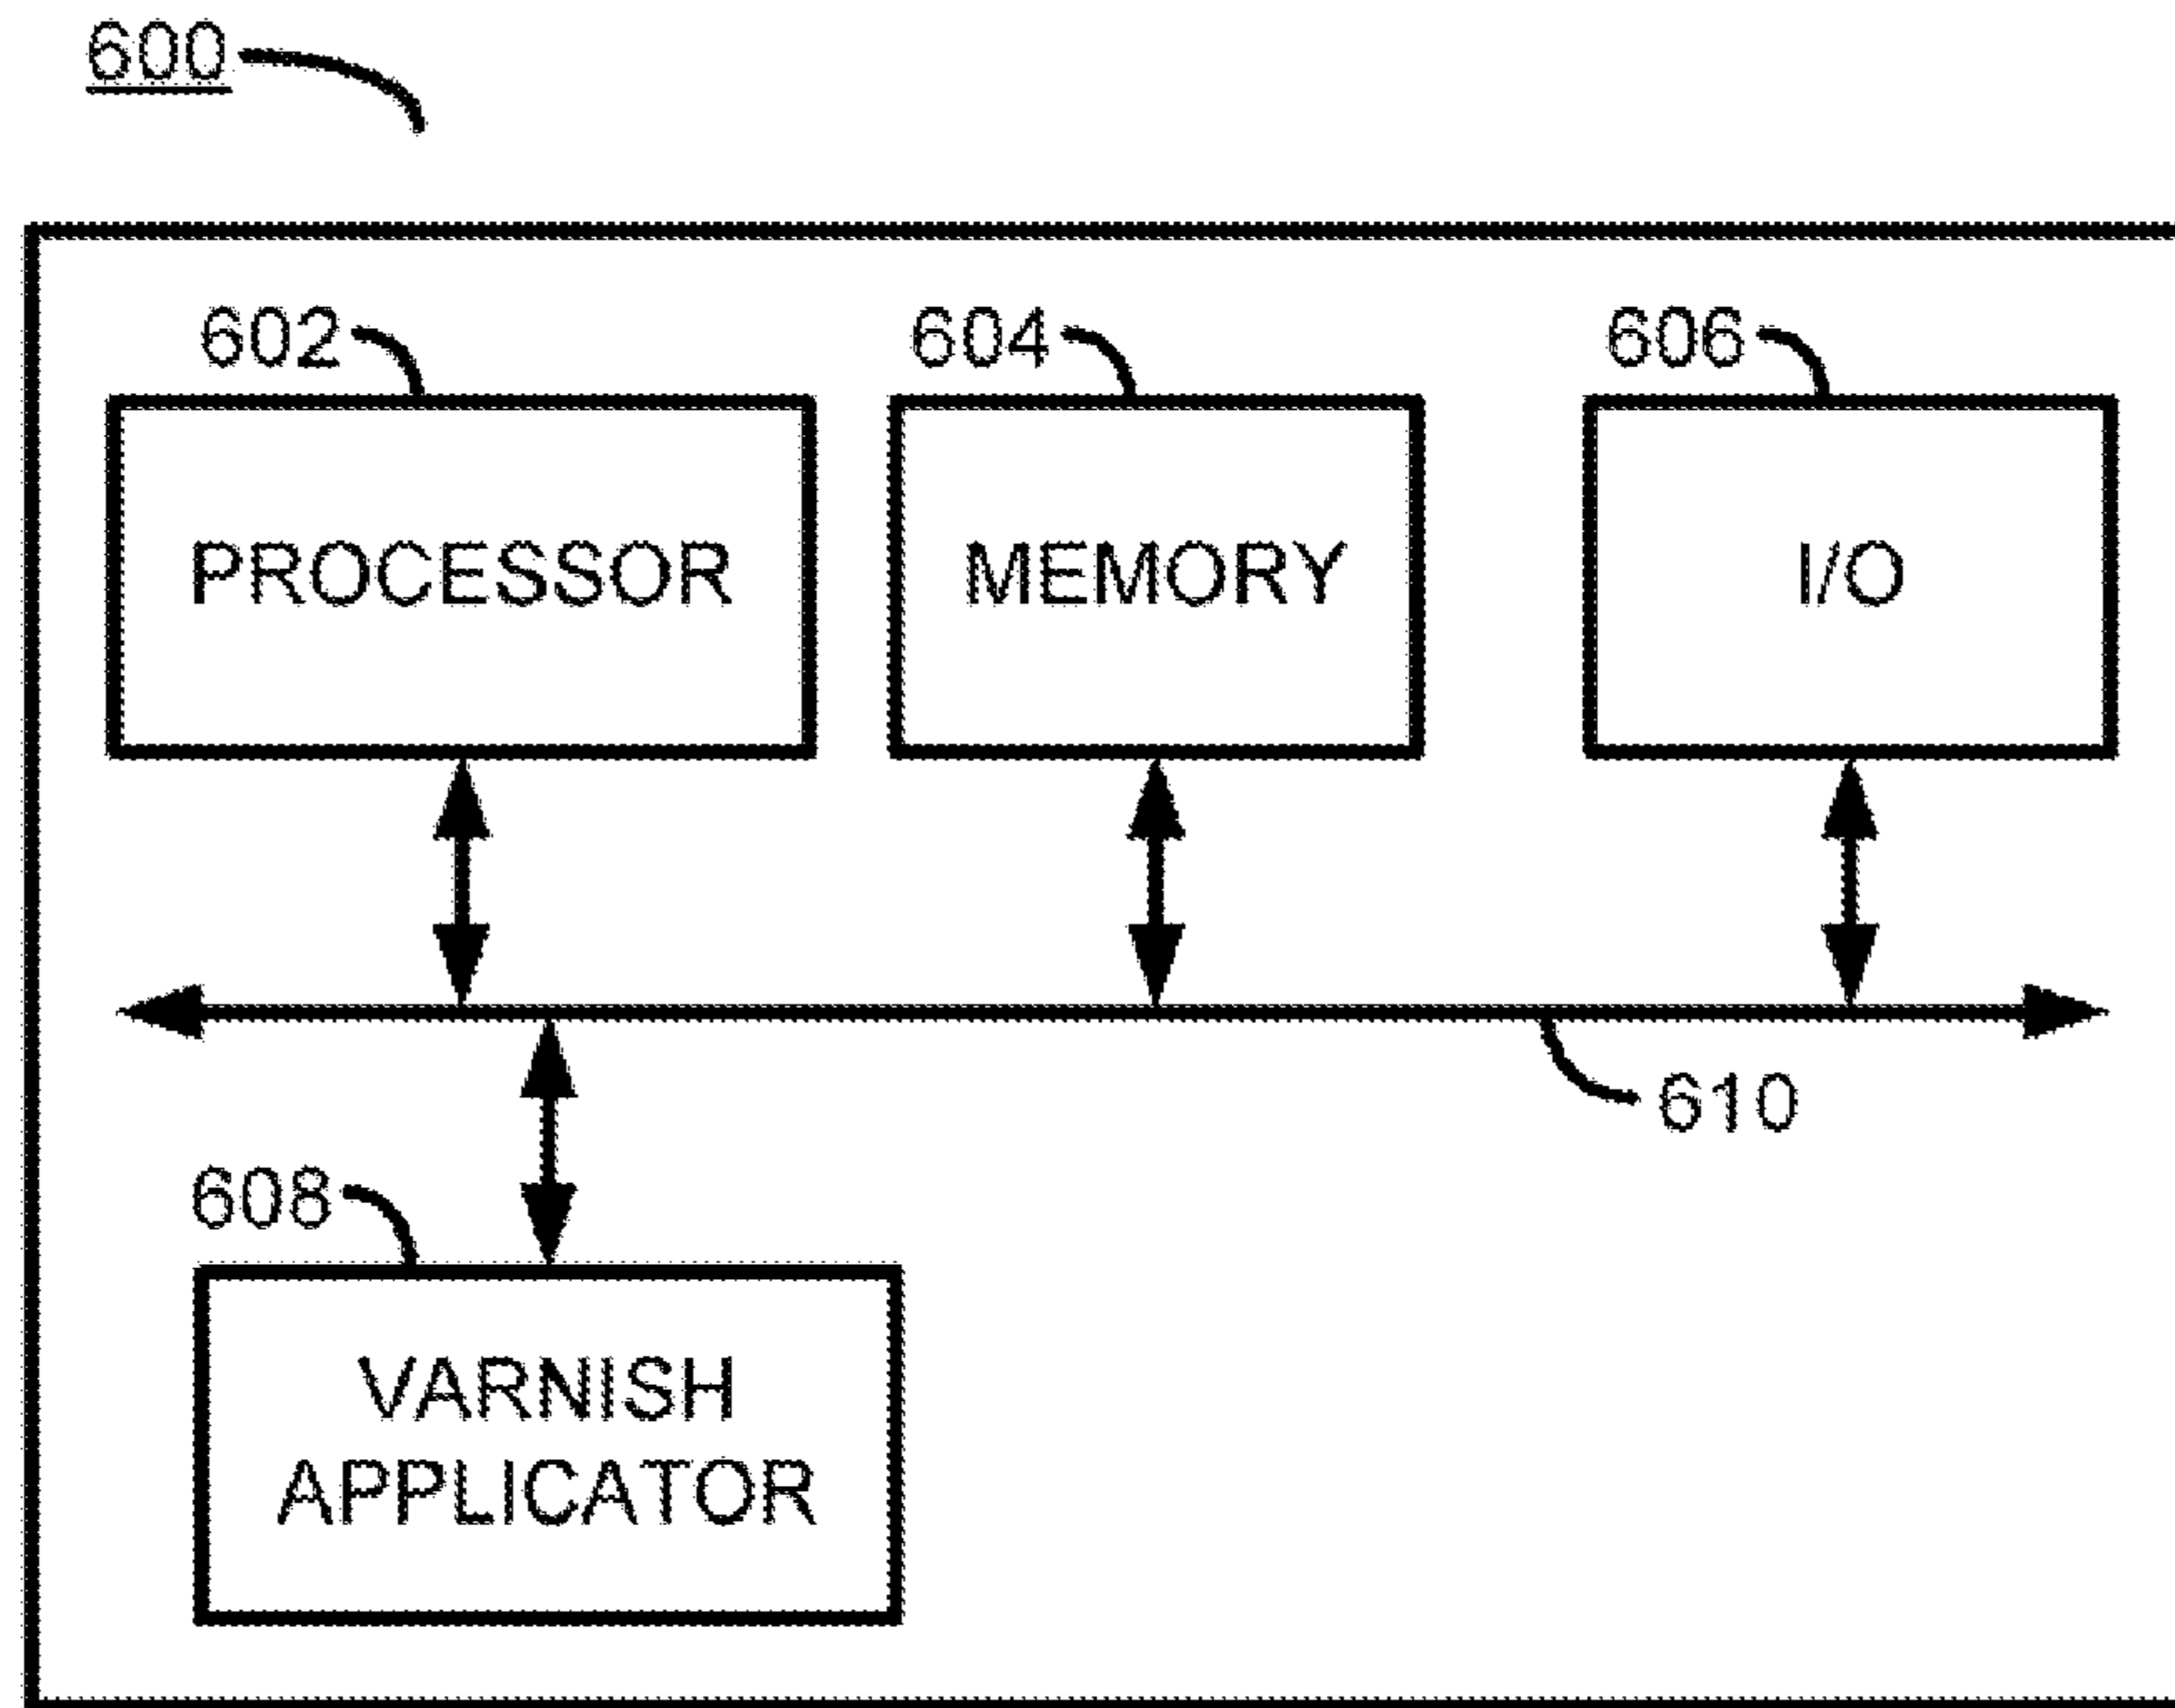 600
602
604
606
PROCESSOR
MEMORY
I/O
610
608
VARNISH
APPLICATOR